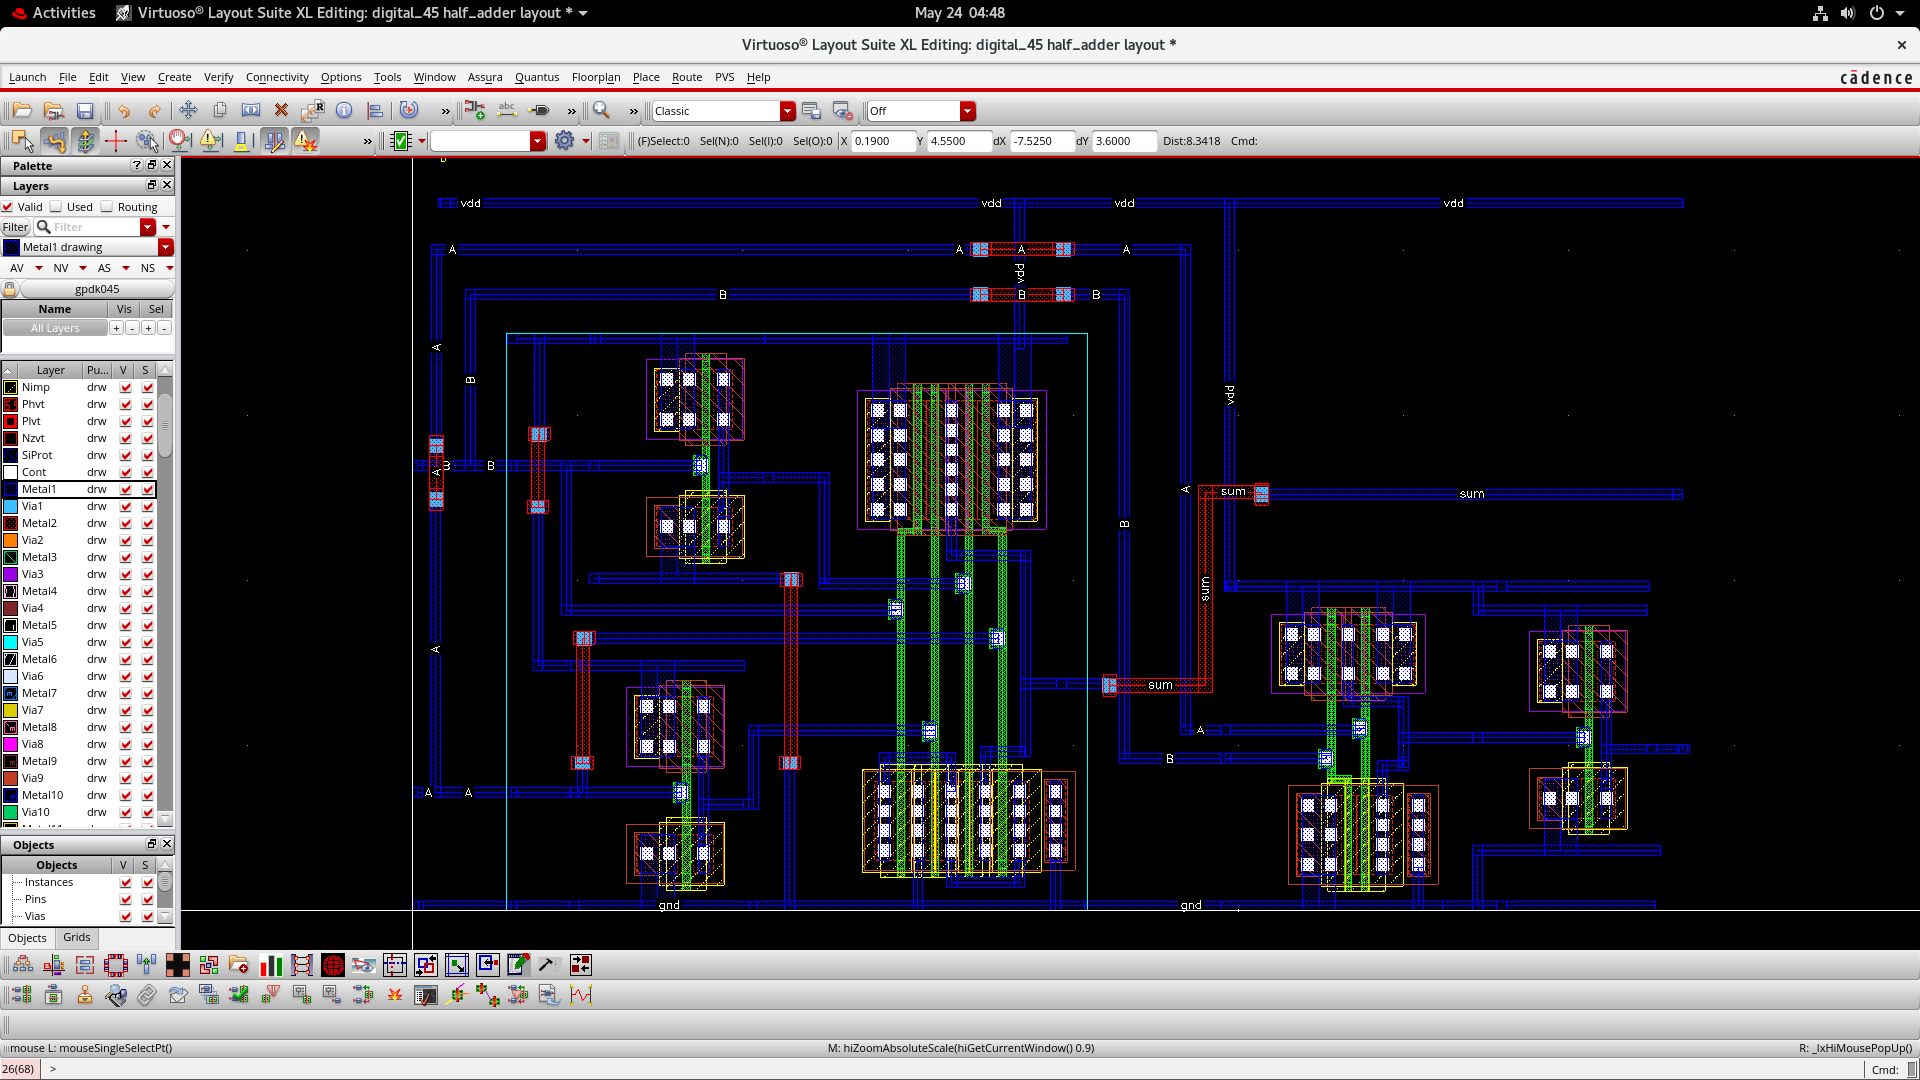 Activities
Virtuoso® Layout Suite XL Editing: digital_45 half_adder layout *
May 24 04:48
Virtuoso® Layout Suite XL Editing: digital_45 half_adder layout *
Launch File Edit View Create Verify Connectivity Options Tools Window Assura Quantus Floorplan Place Route PVS Help
cādence
Classic
Off
(F)Select:0 Sel(N):0 Sel(I):0 Sel(O):0 X 0.1900 Y 4.5500 dX -7.5250 dY 3.6000 Dist:8.3418 Cmd:
Palette
Layers
Valid Used Routing
Filter Filter
Metal1 drawing
AV NV AS NS
gpdk045
Name Vis Sel
All Layers + - + -
Layer Pu... V S
Nimp drw
Phvt drw
Plvt drw
Nzvt drw
SiProt drw
Cont drw
Metal1 drw
Via1 drw
Metal2 drw
Via2 drw
Metal3 drw
Via3 drw
Metal4 drw
Via4 drw
Metal5 drw
Via5 drw
Metal6 drw
Via6 drw
Metal7 drw
Via7 drw
Metal8 drw
Via8 drw
Metal9 drw
Via9 drw
Metal10 drw
Via10 drw
Objects
Objects V S
Instances
Pins
Vias
Objects Grids
vdd vdd vdd vdd
A A A A
vdd
B B B
A
B
vdd
B B
A
A sum sum
B
sum
A
sum
A
B
A A
gnd gnd
mouse L: mouseSingleSelectPt()
M: hiZoomAbsoluteScale(hiGetCurrentWindow() 0.9)
R: _lxHiMousePopUp()
26(68) >
Cmd: